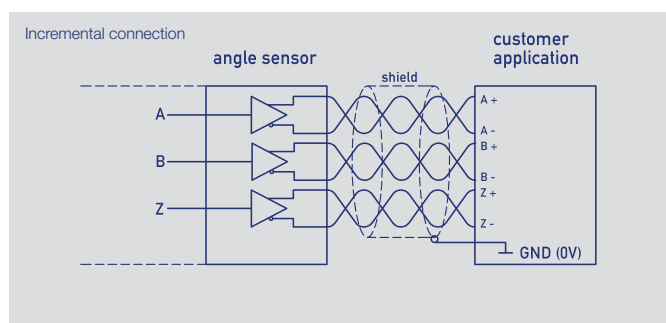 Incremental connection
angle sensor
customer
application
shield
A
A +
A -
B
B +
B -
Z
Z +
Z -
GND (0V)